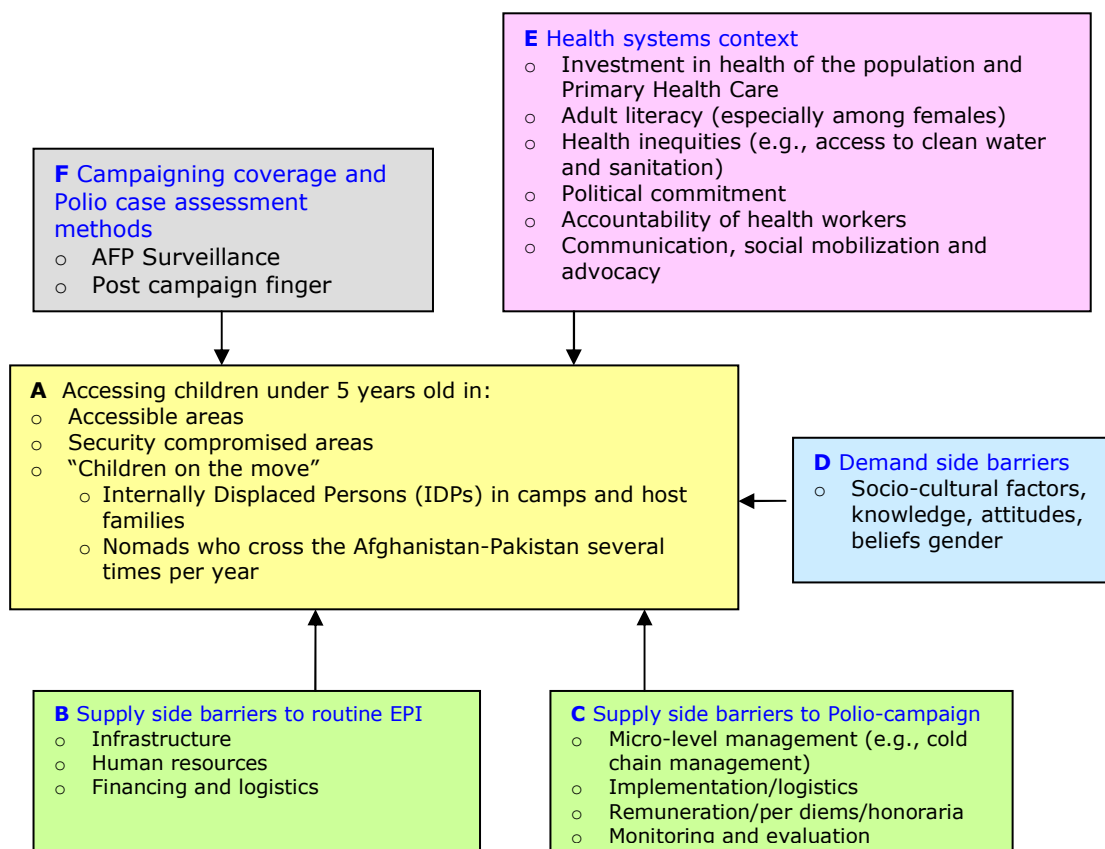 E Health systems context
o Investment in health of the population and
Primary Health Care
o Adult literacy (especially among females)
o Health inequities (e.g., access to clean water
and sanitation)
o Political commitment
o Accountability of health workers
o Communication, social mobilization and
advocacy
F Campaigning coverage and
Polio case assessment
methods
o AFP Surveillance
o Post campaign finger
A Accessing children under 5 years old in:
o Accessible areas
o Security compromised areas
o “Children on the move”
o Internally Displaced Persons (IDPs) in camps and host
families
o Nomads who cross the Afghanistan-Pakistan several
times per year
D Demand side barriers
o Socio-cultural factors,
knowledge, attitudes,
beliefs gender
B Supply side barriers to routine EPI
o Infrastructure
o Human resources
o Financing and logistics
C Supply side barriers to Polio-campaign
o Micro-level management (e.g., cold
chain management)
o Implementation/logistics
o Remuneration/per diems/honoraria
o Monitoring and evaluation